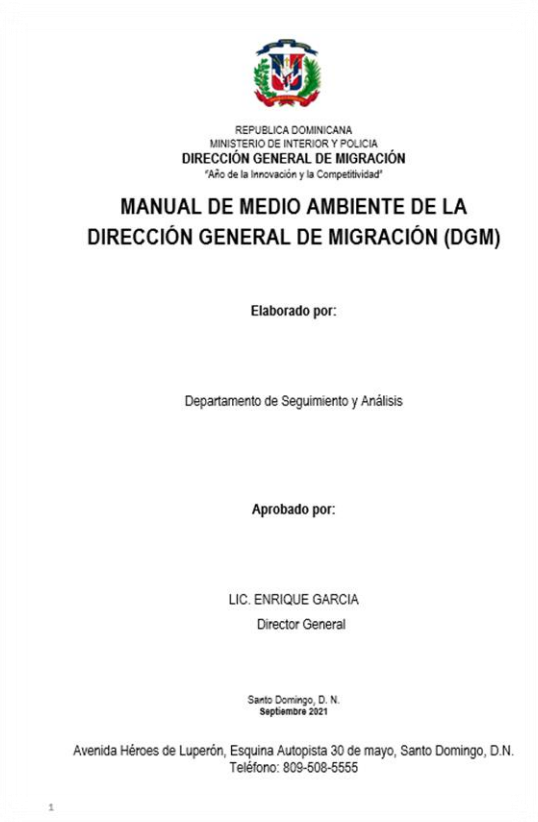 REPUBLICA DOMINICANA
MINISTERIO DE INTERIOR Y POLICIA
DIRECCIÓN GENERAL DE MIGRACIÓN
"Año de la Innovación y la Competitividad"
MANUAL DE MEDIO AMBIENTE DE LA
DIRECCIÓN GENERAL DE MIGRACIÓN (DGM)
Elaborado por:
Departamento de Seguimiento y Análisis
Aprobado por:
LIC. ENRIQUE GARCIA
Director General
Santo Domingo, D. N.
Septiembre 2021
Avenida Héroes de Luperón, Esquina Autopista 30 de mayo, Santo Domingo, D.N.
Teléfono: 809-508-5555
1